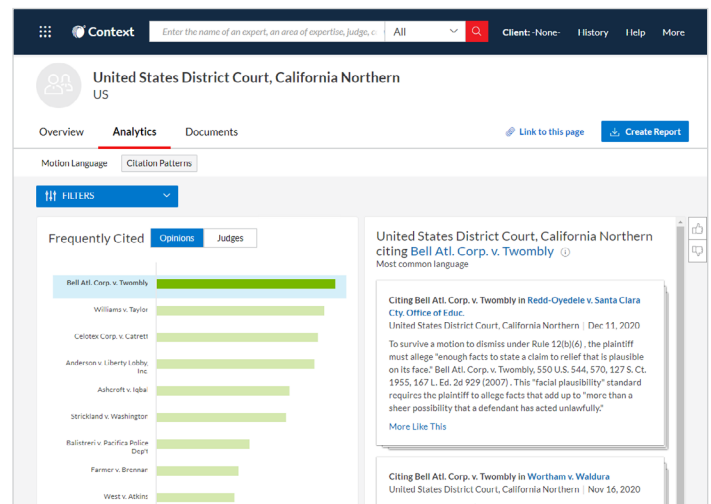 Context
Enter the name of an expert, an area of expertise, judge, c
All
Client: -None-
History
Help
More
United States District Court, California Northern
US
Overview
Analytics
Documents
Link to this page
Create Report
Motion Language
Citation Patterns
FILTERS
Frequently Cited
Opinions
Judges
Bell Atl. Corp. v. Twombly
Williams v. Taylor
Celotex Corp. v. Catrett
Anderson v. Liberty Lobby,
Inc
Ashcroft v. Iqbal
Strickland v. Washington
Balistreri v. Pacifica Police
Dep't
Farmer v. Brennan
West v. Atkins
United States District Court, California Northern
citing Bell Atl. Corp. v. Twombly
Most common language
Citing Bell Atl. Corp. v. Twombly in Redd-Oyedele v. Santa Clara
Cty. Office of Educ.
United States District Court, California Northern | Dec 11, 2020
To survive a motion to dismiss under Rule 12(b)(6) , the plaintiff
must allege "enough facts to state a claim to relief that is plausible
on its face." Bell Atl. Corp. v. Twombly, 550 U.S. 544, 570, 127 S. Ct.
1955, 167 L. Ed. 2d 929 (2007) . This "facial plausibility" standard
requires the plaintiff to allege facts that add up to "more than a
sheer possibility that a defendant has acted unlawfully."
More Like This
Citing Bell Atl. Corp. v. Twombly in Wortham v. Waldura
United States District Court, California Northern | Nov 16, 2020